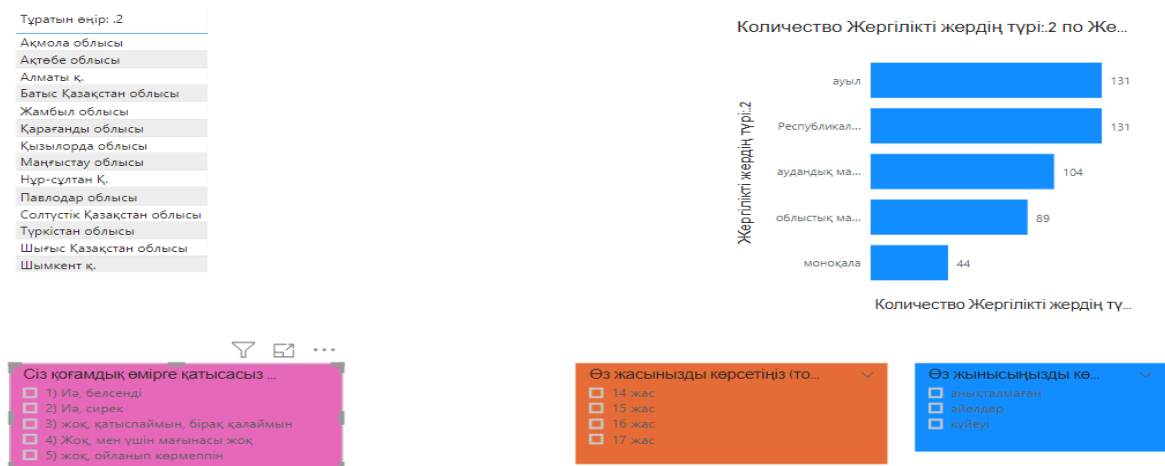 Тұратын өңір: .2
Ақмола облысы
Ақтөбе облысы
Алматы қ.
Батыс Қазақстан облысы
Жамбыл облысы
Қарағанды облысы
Қызылорда облысы
Маңғыстау облысы
Нұр-сұлтан Қ.
Павлодар облысы
Солтүстік Қазақстан облысы
Түркістан облысы
Шығыс Қазақстан облысы
Шымкент қ.
Количество Жергілікті жердің түрі:.2 по Же...
Жергілікті жердің түрі:.2
ауыл 131
Республикал... 131
аудандық ма... 104
облыстық ма... 89
моноқала 44
Количество Жергілікті жердің тү...
Сіз қоғамдық өмірге қатысасыз ...
1) Иә, белсенді
2) Иә, сирек
3) жоқ, қатыспаймын, бірақ қалаймын
4) Жоқ, мен үшін мағынасы жоқ
5) жоқ, ойланып көрмеппін
Өз жасынызды көрсетіңіз (то...
14 жас
15 жас
16 жас
17 жас
Өз жынысыңызды кө...
анықталмаған
әйелдер
күйеуі